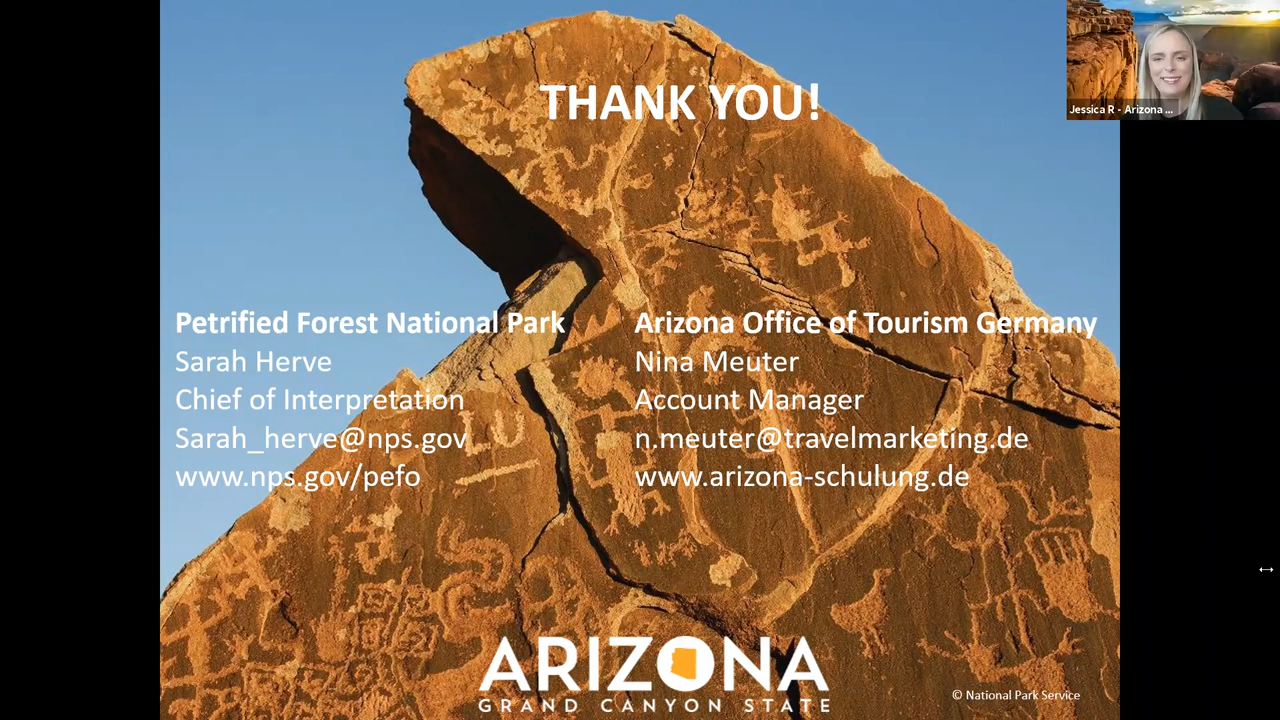 THANK YOU!
Jessica R - Arizona ...
Petrified Forest National Park
Sarah Herve
Chief of Interpretation
Sarah_herve@nps.gov
www.nps.gov/pefo
Arizona Office of Tourism Germany
Nina Meuter
Account Manager
n.meuter@travelmarketing.de
www.arizona-schulung.de
LU
ARIZONA
GRAND CANYON STATE
© National Park Service